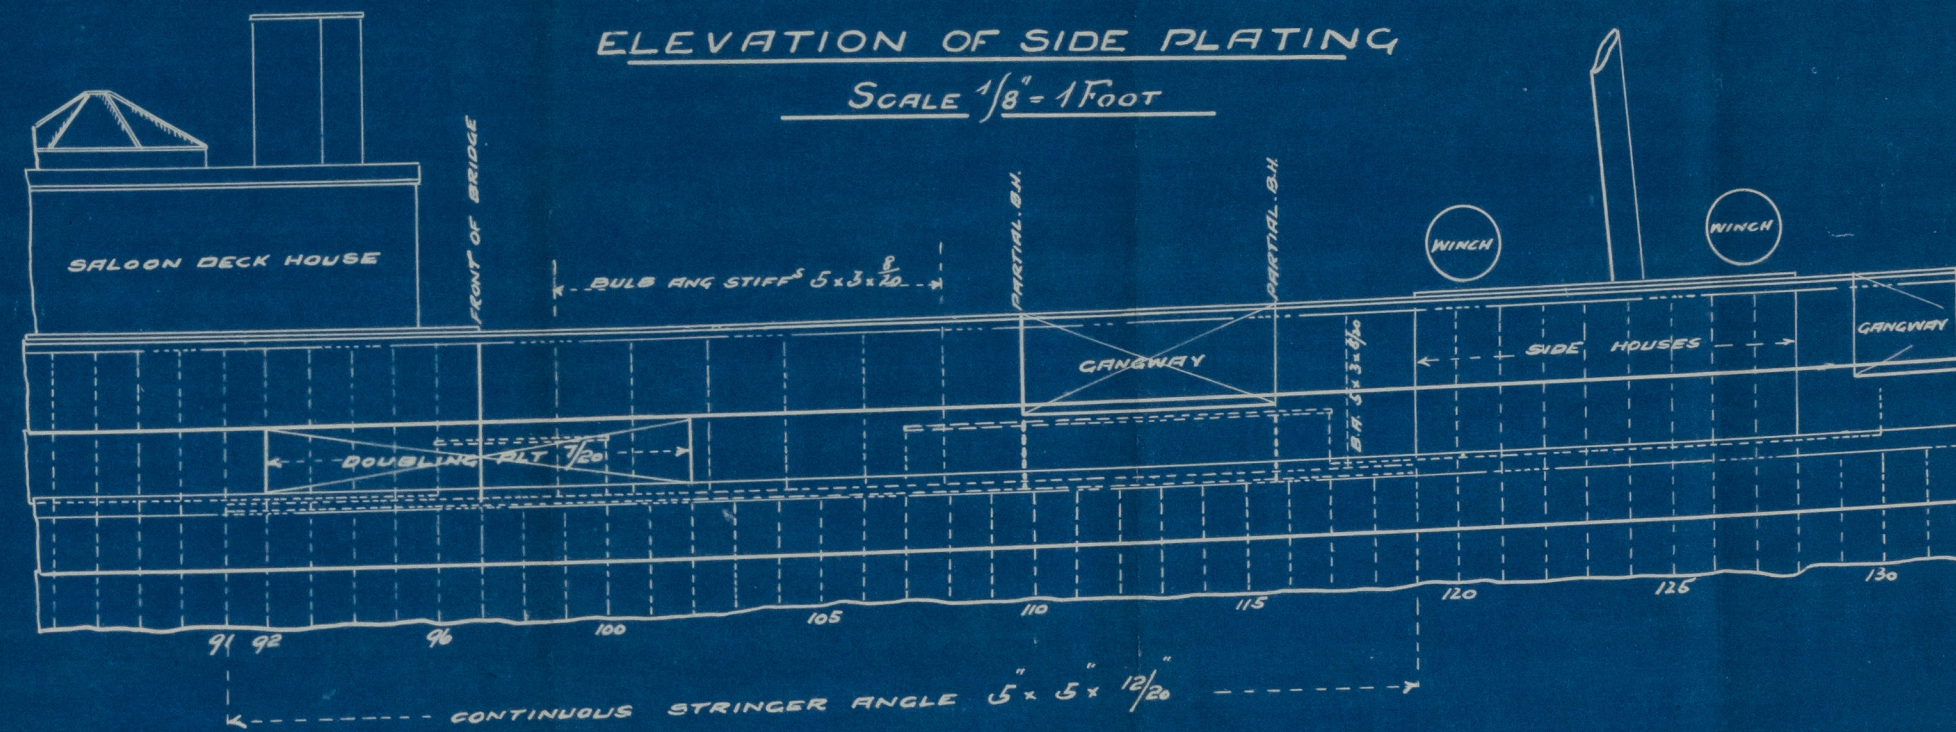 ELEVATION OF SIDE PLATING
SCALE 1/8" = 1 FOOT
FRONT OF BRIDGE
PARTIAL. B.H.
PARTIAL. B.H.
WINCH
WINCH
SALOON DECK HOUSE
BULB ANG STIFFS 5 x 3 x 8/20
GANGWAY
B.A. 5 x 3 x 8/20
SIDE HOUSES
GANGWAY
DOUBLING PLT 7/20
91 92 96 100 105 110 115 120 125 130
CONTINUOUS STRINGER ANGLE 5" x 5" x 12/20"